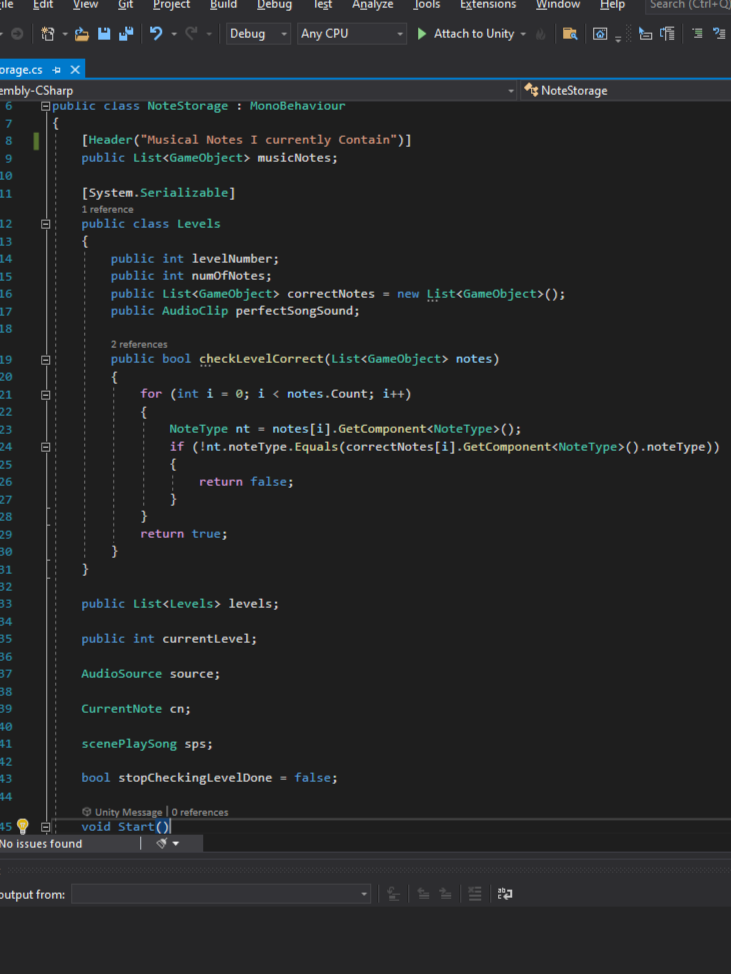 ile Edit View Git Project Build Debug Test Analyze Tools Extensions Window Help Search (Ctrl+Q)
Debug Any CPU Attach to Unity
orage.cs
embly-CSharp NoteStorage
6 public class NoteStorage : MonoBehaviour
7 {
8 [Header("Musical Notes I currently Contain")]
9 public List<GameObject> musicNotes;
10
11 [System.Serializable]
1 reference
12 public class Levels
13 {
14 public int levelNumber;
15 public int numOfNotes;
16 public List<GameObject> correctNotes = new List<GameObject>();
17 public AudioClip perfectSongSound;
18
2 references
19 public bool checkLevelCorrect(List<GameObject> notes)
20 {
21 for (int i = 0; i < notes.Count; i++)
22 {
23 NoteType nt = notes[i].GetComponent<NoteType>();
24 if (!nt.noteType.Equals(correctNotes[i].GetComponent<NoteType>().noteType))
25 {
26 return false;
27 }
28 }
29 return true;
30 }
31 }
32
33 public List<Levels> levels;
34
35 public int currentLevel;
36
37 AudioSource source;
38
39 CurrentNote cn;
40
41 scenePlaySong sps;
42
43 bool stopCheckingLevelDone = false;
44
Unity Message | 0 references
45 void Start()
No issues found
output from: